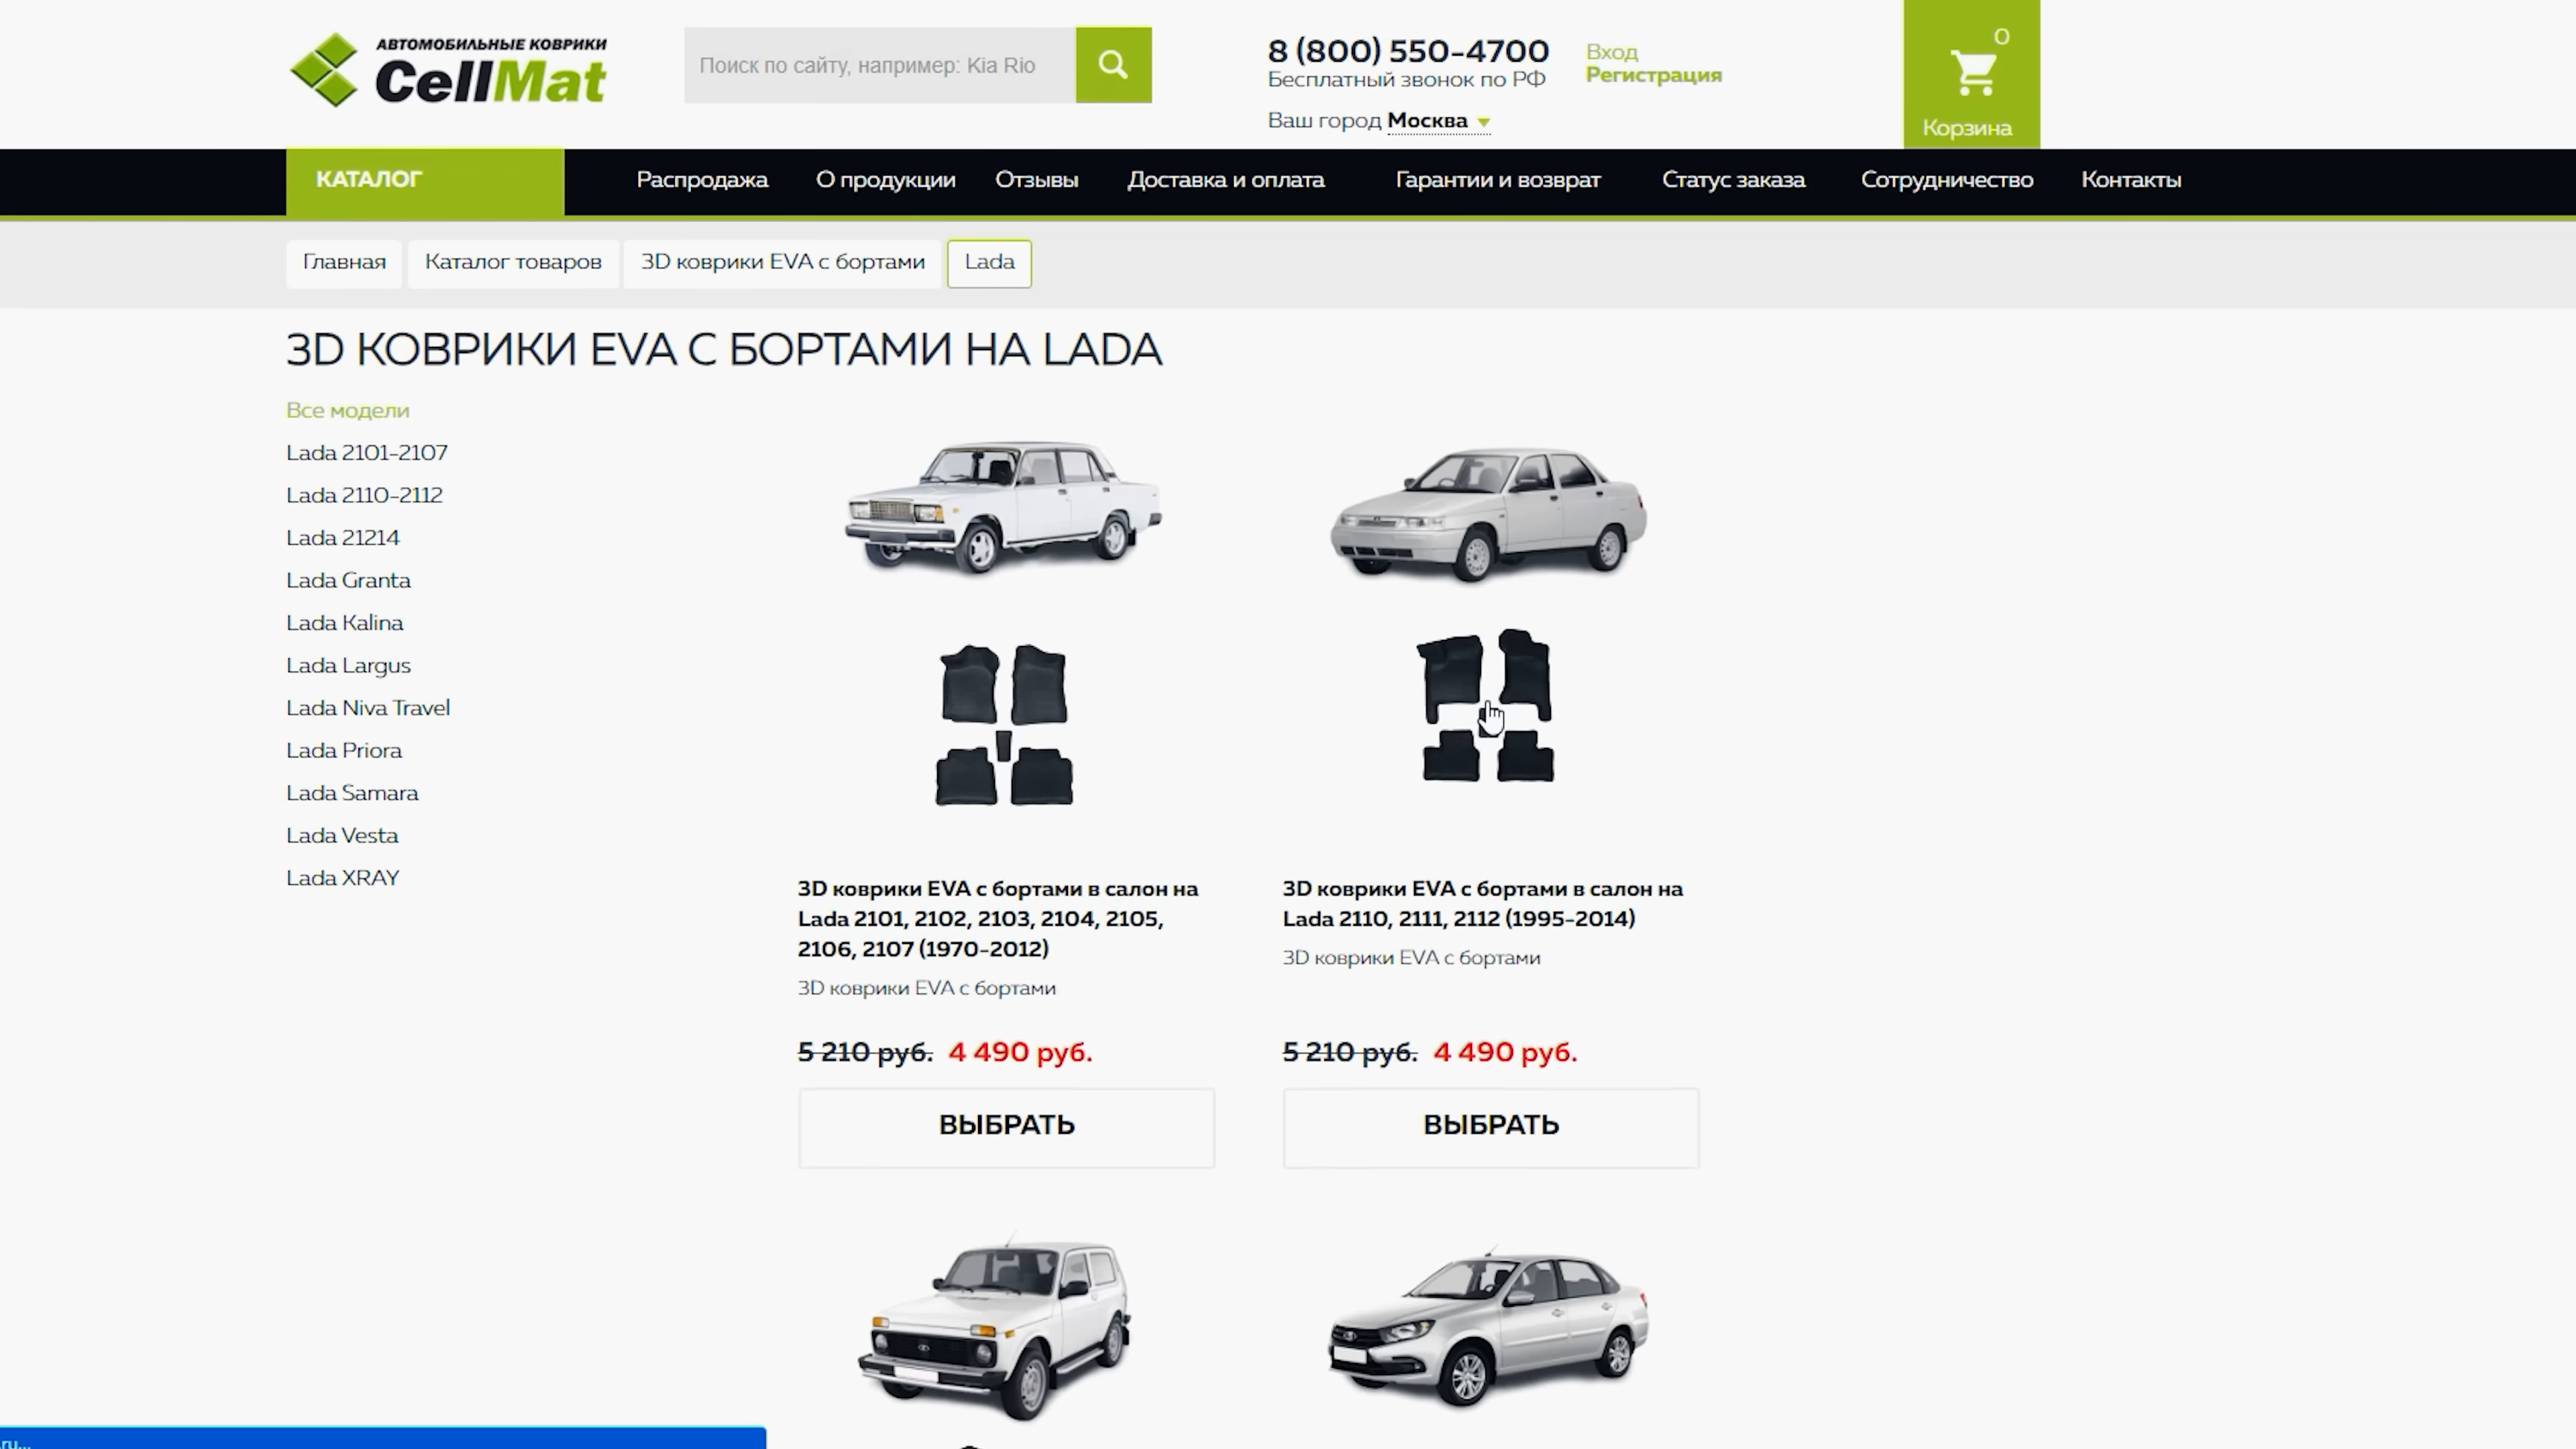 АВТОМОБИЛЬНЫЕ КОВРИКИ
CellMat
Поиск по сайту, например: Kia Rio
8 (800) 550-4700
Бесплатный звонок по РФ
Ваш город Москва
Вход
Регистрация
0
Корзина
КАТАЛОГ
Распродажа
О продукции
Отзывы
Доставка и оплата
Гарантии и возврат
Статус заказа
Сотрудничество
Контакты
Главная
Каталог товаров
3D коврики EVA с бортами
Lada
3D КОВРИКИ EVA С БОРТАМИ НА LADA
Все модели
Lada 2101-2107
Lada 2110-2112
Lada 21214
Lada Granta
Lada Kalina
Lada Largus
Lada Niva Travel
Lada Priora
Lada Samara
Lada Vesta
Lada XRAY
3D коврики EVA с бортами в салон на
Lada 2101, 2102, 2103, 2104, 2105,
2106, 2107 (1970-2012)
3D коврики EVA с бортами
5 210 руб. 4 490 руб.
ВЫБРАТЬ
3D коврики EVA с бортами в салон на
Lada 2110, 2111, 2112 (1995-2014)
3D коврики EVA с бортами
5 210 руб. 4 490 руб.
ВЫБРАТЬ